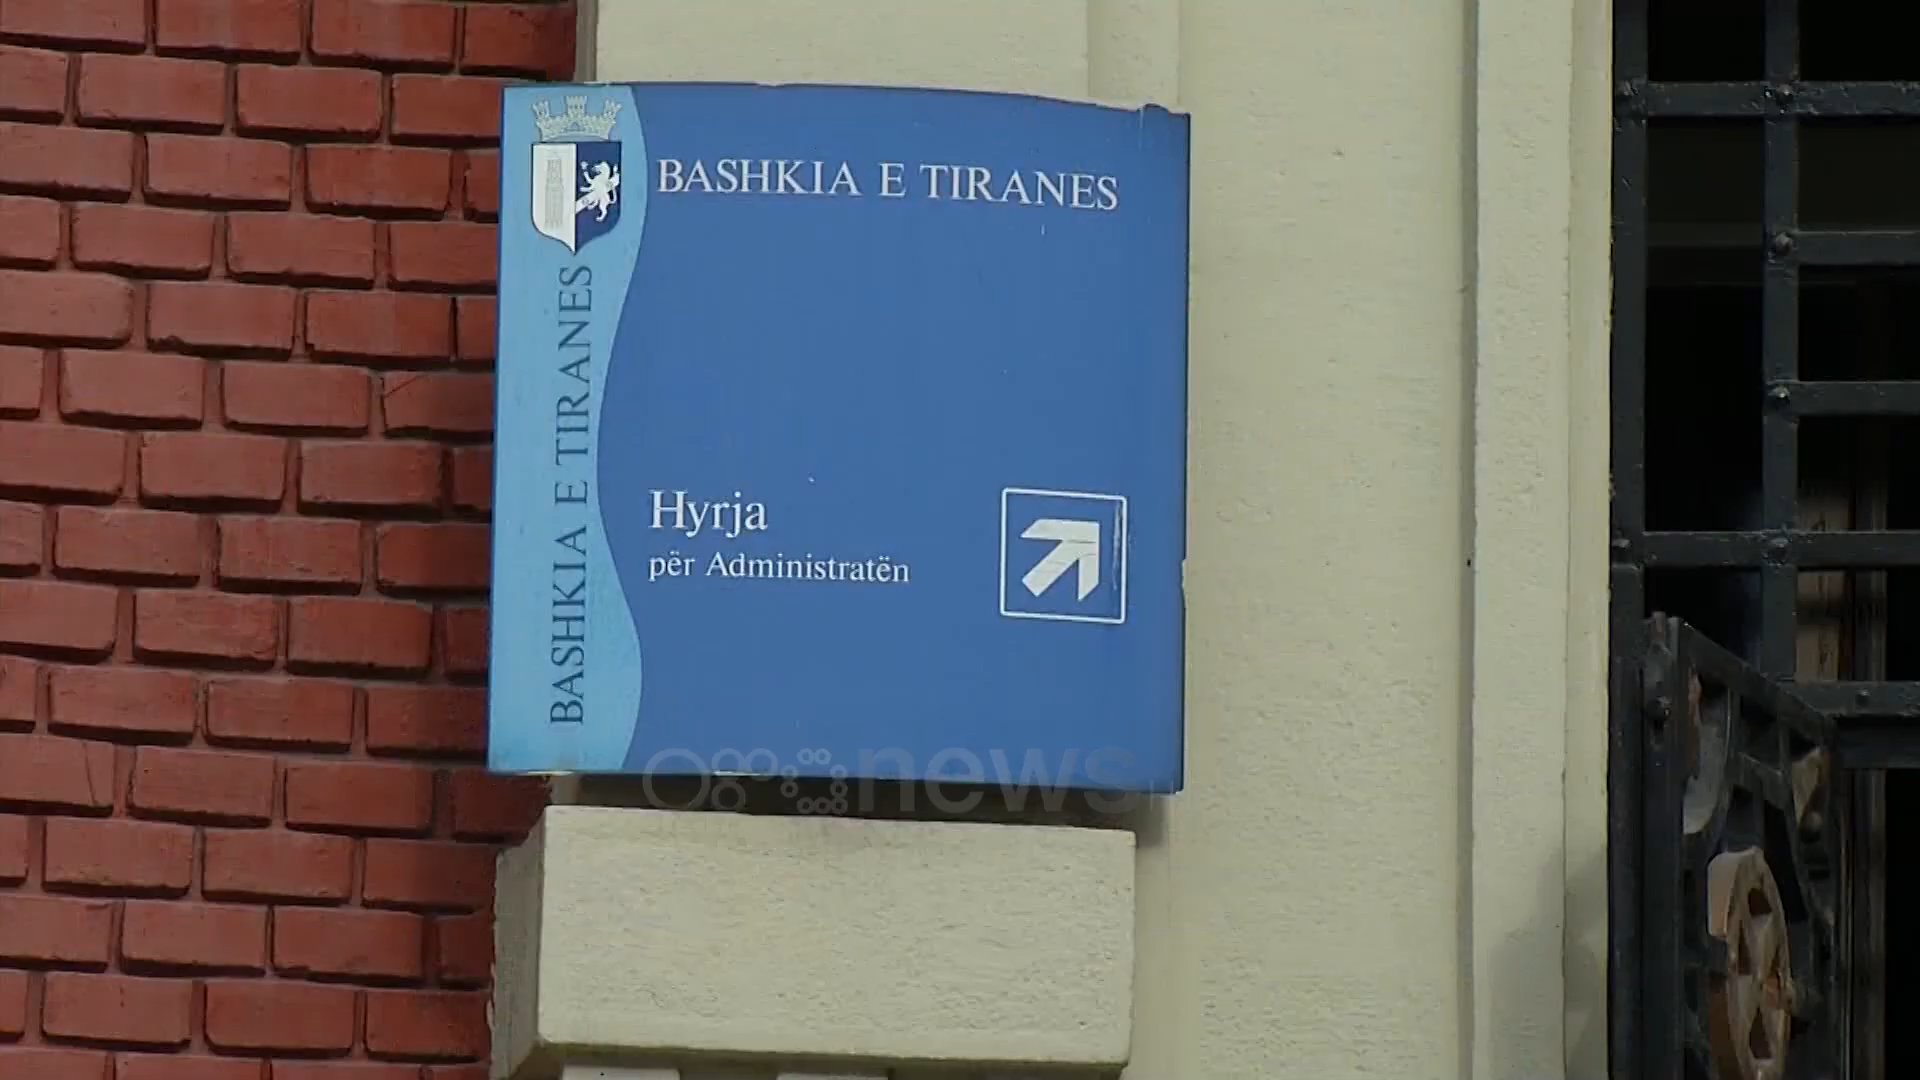 BASHKIA E TIRANES
BASHKIA E TIRANES
Hyrja
për Administratën
news